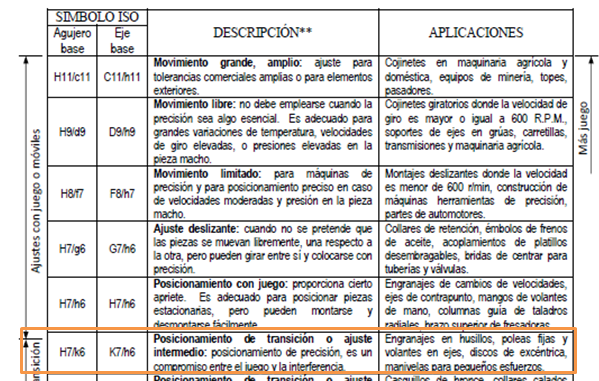 SIMBOLO ISO
Agujero
base
Eje
base
DESCRIPCIÓN**
APLICACIONES
H11/c11
C11/h11
Movimiento grande, amplio: ajuste para
tolerancias comerciales amplias o para elementos
exteriores.
Cojinetes en maquinaria agrícola y
doméstica, equipos de minería, topes,
pasadores.
H9/d9
D9/h9
Movimiento libre: no debe emplearse cuando la
precisión sea algo esencial. Es adecuado para
grandes variaciones de temperatura, velocidades
de giro elevadas, o presiones elevadas en la
pieza macho.
Cojinetes giratorios donde la velocidad de
giro es mayor o igual a 600 R.P.M.,
soportes de ejes en grúas, carretillas,
transmisiones y maquinaria agrícola.
H8/f7
F8/h7
Movimiento limitado: para máquinas de
precisión y para posicionamiento preciso en caso
de velocidades moderadas y presión en la pieza
macho.
Montajes deslizantes donde la velocidad
es menor de 600 r/min, construcción de
máquinas herramientas de precisión,
partes de automotores.
H7/g6
G7/h6
Ajuste deslizante: cuando no se pretende que
las piezas se muevan libremente, una respecto a
la otra, pero pueden girar entre sí y colocarse con
precisión.
Collares de retención, émbolos de frenos
de aceite, acoplamientos de platillos
desembragables, bridas de centrar para
tuberías y válvulas.
H7/h6
H7/h6
Posicionamiento con juego: proporciona cierto
apriete. Es adecuado para posicionar piezas
estacionarias, pero pueden montarse y
desmontarse fácilmente.
Engranajes de cambios de velocidades,
ejes de contrapunto, mangos de volantes
de mano, columnas guía de taladros
radiales, brazo superior de fresadoras.
H7/k6
K7/h6
Posicionamiento de transición o ajuste
intermedio: posicionamiento de precisión, es un
compromiso entre el juego y la interferencia.
Engranajes en husillos, poleas fijas y
volantes en ejes, discos de excéntrica,
manivelas para pequeños esfuerzos.
Posicionamiento de transición o ajuste
Casquillos de bronce, collares calados
Ajustes con juego o móviles
Más juego